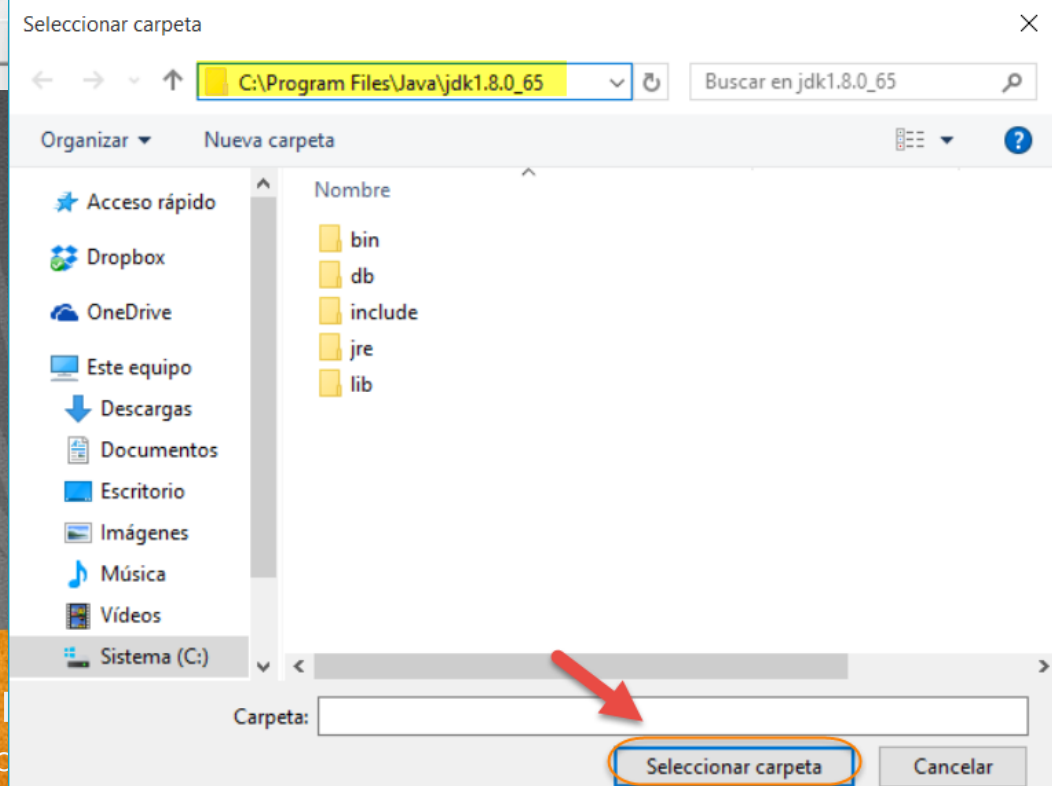 Seleccionar carpeta
C:\Program Files\Java\jdk1.8.0_65
Buscar en jdk1.8.0_65
Organizar
Nueva carpeta
?
Acceso rápido
Dropbox
OneDrive
Este equipo
Descargas
Documentos
Escritorio
Imágenes
Música
Vídeos
Sistema (C:)
Nombre
bin
db
include
jre
lib
Carpeta:
Seleccionar carpeta
Cancelar